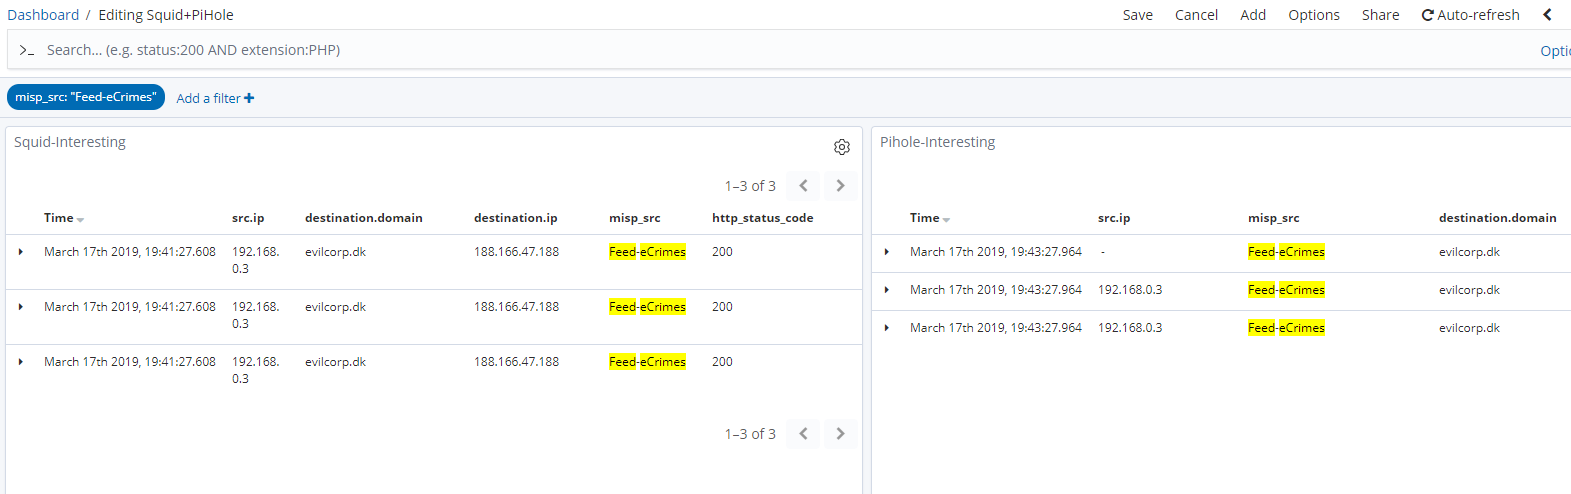 Dashboard / Editing Squid+PiHole Save Cancel Add Options Share Auto-refresh
>_ Search... (e.g. status:200 AND extension:PHP) Optic
misp_src: "Feed-eCrimes" Add a filter +
Squid-Interesting
1–3 of 3
Time src.ip destination.domain destination.ip misp_src http_status_code
March 17th 2019, 19:41:27.608 192.168. evilcorp.dk 188.166.47.188 Feed-eCrimes 200
0.3
March 17th 2019, 19:41:27.608 192.168. evilcorp.dk 188.166.47.188 Feed-eCrimes 200
0.3
March 17th 2019, 19:41:27.608 192.168. evilcorp.dk 188.166.47.188 Feed-eCrimes 200
0.3
1–3 of 3
Pihole-Interesting
Time src.ip misp_src destination.domain
March 17th 2019, 19:43:27.964 - Feed-eCrimes evilcorp.dk
March 17th 2019, 19:43:27.964 192.168.0.3 Feed-eCrimes evilcorp.dk
March 17th 2019, 19:43:27.964 192.168.0.3 Feed-eCrimes evilcorp.dk